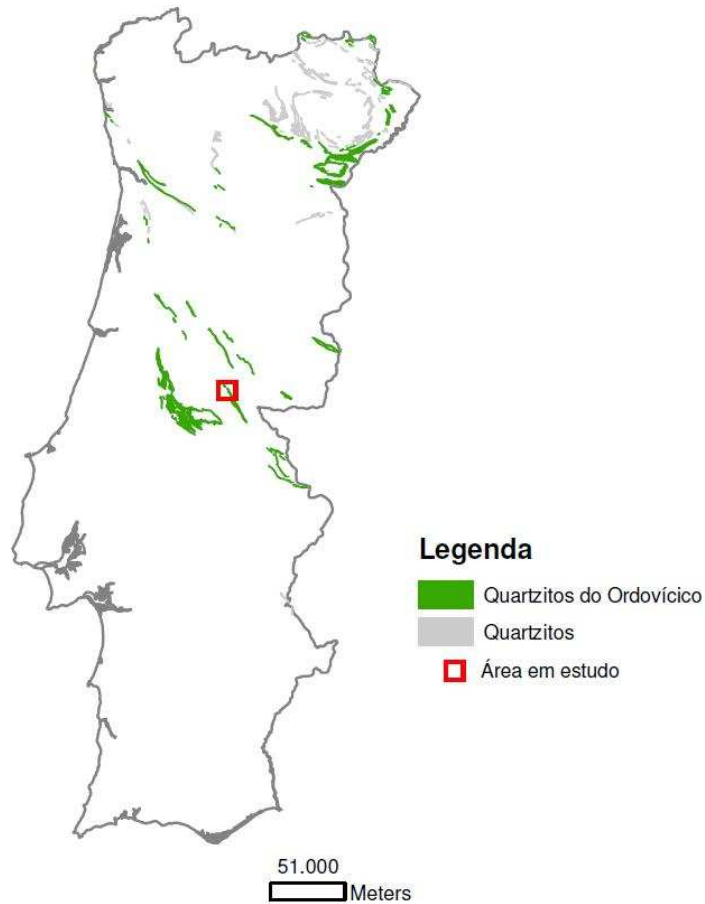 Legenda
Quartzitos do Ordovícico
Quartzitos
Área em estudo
51.000
Meters